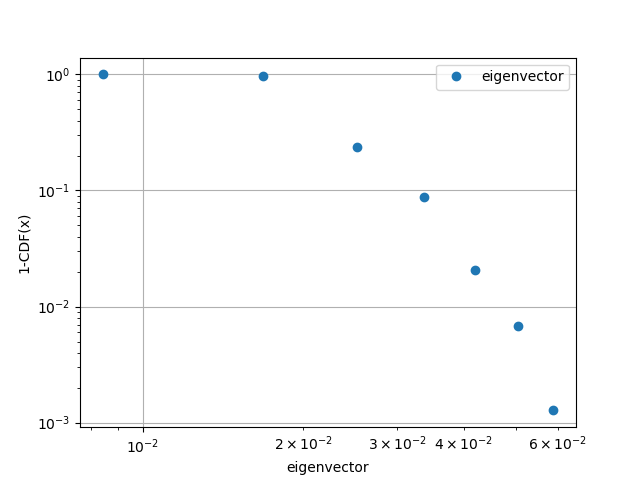 eigenvector
10⁰
10⁻¹
10⁻²
10⁻³
1-CDF(x)
10⁻²
2 × 10⁻²
3 × 10⁻²
4 × 10⁻²
6 × 10⁻²
eigenvector